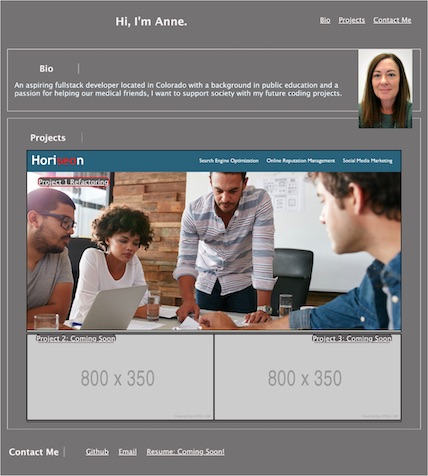 Hi, I'm Anne.
Bio Projects Contact Me
Bio
An aspiring fullstack developer located in Colorado with a background in public education and a
passion for helping our medical friends, I want to support society with my future coding projects.
Projects
Horiseon
Search Engine Optimization Online Reputation Management Social Media Marketing
Project 1 Refactoring
Project 2: Coming Soon
Project 3: Coming Soon
800 x 350
800 x 350
Contact Me
Github Email Resume: Coming Soon!